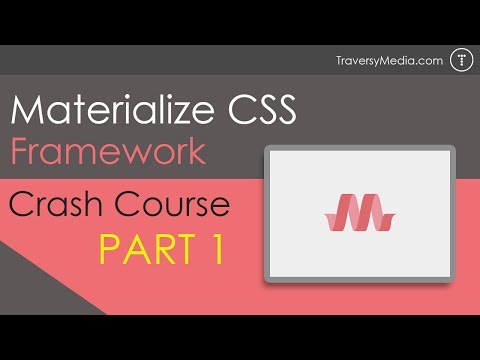 TraversyMedia.com
Materialize CSS
Framework
Crash Course
PART 1